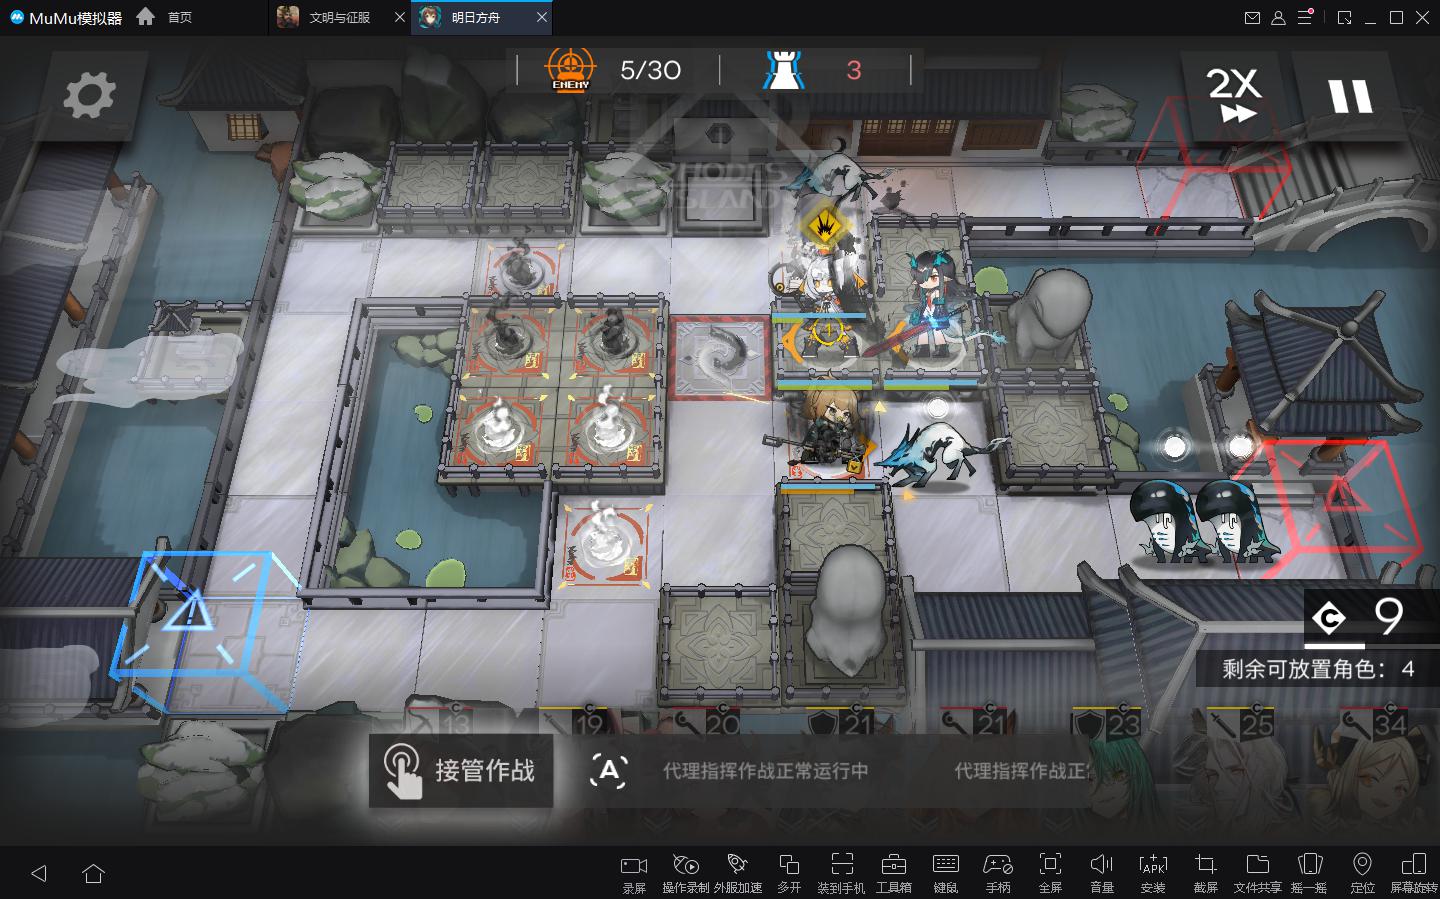 MuMu模拟器
首页
文明与征服
明日方舟
ENEMY
5/30
3
2X
RHODES
ISLAND
9
剩余可放置角色：4
13
19
20
21
21
23
25
34
接管作战
A
代理指挥作战正常运行中
代理指挥作战正
录屏
操作录制
外服加速
多开
装到手机
工具箱
键鼠
手柄
全屏
音量
APK
安装
截屏
文件共享
摇一摇
定位
屏幕旋转